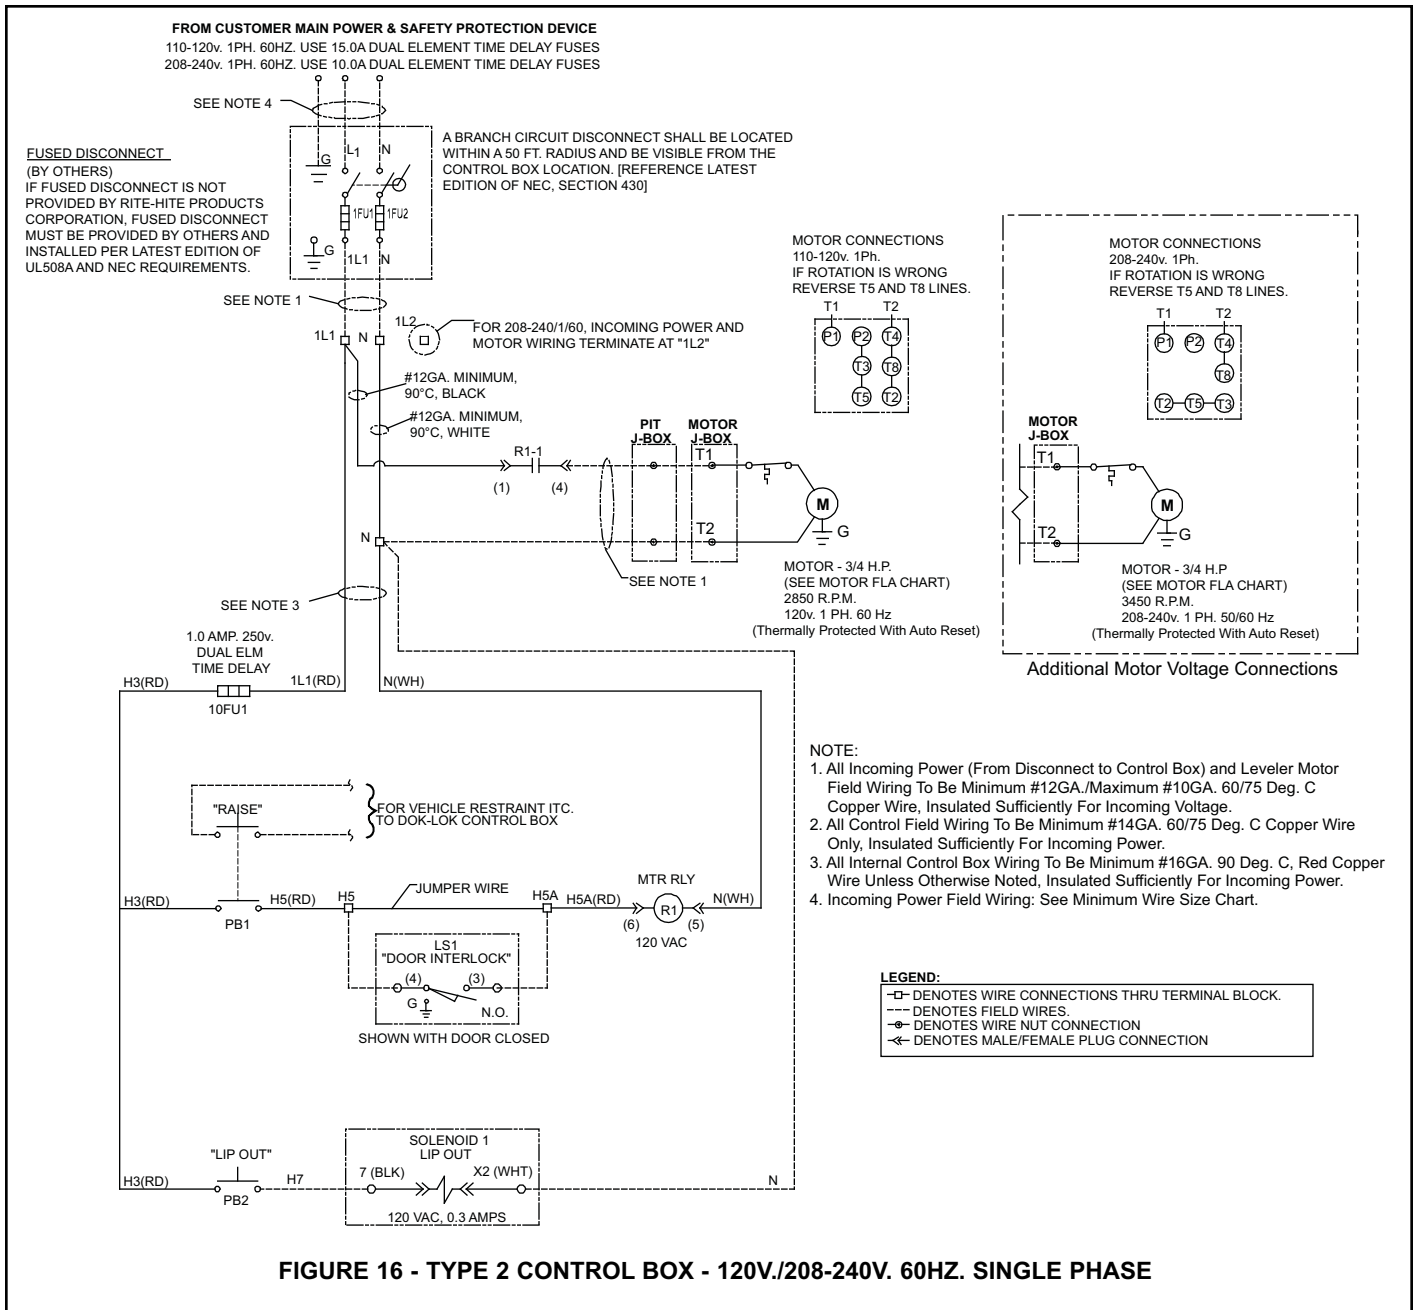 FROM CUSTOMER MAIN POWER & SAFETY PROTECTION DEVICE
110-120v. 1PH. 60HZ. USE 15.0A DUAL ELEMENT TIME DELAY FUSES
208-240v. 1PH. 60HZ. USE 10.0A DUAL ELEMENT TIME DELAY FUSES
SEE NOTE 4
FUSED DISCONNECT
(BY OTHERS)
IF FUSED DISCONNECT IS NOT
PROVIDED BY RITE-HITE PRODUCTS
CORPORATION, FUSED DISCONNECT
MUST BE PROVIDED BY OTHERS AND
INSTALLED PER LATEST EDITION OF
UL508A AND NEC REQUIREMENTS.
G
L1
N
1FU1
1FU2
G
1L1
N
A BRANCH CIRCUIT DISCONNECT SHALL BE LOCATED
WITHIN A 50 FT. RADIUS AND BE VISIBLE FROM THE
CONTROL BOX LOCATION. [REFERENCE LATEST
EDITION OF NEC, SECTION 430]
SEE NOTE 1
1L1
N
1L2
FOR 208-240/1/60, INCOMING POWER AND
MOTOR WIRING TERMINATE AT "1L2"
#12GA. MINIMUM,
90°C, BLACK
#12GA. MINIMUM,
90°C, WHITE
MOTOR CONNECTIONS
110-120v. 1Ph.
IF ROTATION IS WRONG
REVERSE T5 AND T8 LINES.
T1
T2
P1
P2
T4
T3
T8
T5
T2
MOTOR CONNECTIONS
208-240v. 1Ph.
IF ROTATION IS WRONG
REVERSE T5 AND T8 LINES.
T1
T2
P1
P2
T4
T8
T2
T5
T3
R1-1
(1)
(4)
PIT
J-BOX
MOTOR
J-BOX
T1
T2
M
G
SEE NOTE 1
MOTOR - 3/4 H.P.
(SEE MOTOR FLA CHART)
2850 R.P.M.
120v. 1 PH. 60 Hz
(Thermally Protected With Auto Reset)
MOTOR
J-BOX
T1
T2
M
G
MOTOR - 3/4 H.P
(SEE MOTOR FLA CHART)
3450 R.P.M.
208-240v. 1 PH. 50/60 Hz
(Thermally Protected With Auto Reset)
Additional Motor Voltage Connections
N
SEE NOTE 3
1.0 AMP. 250v.
DUAL ELM
TIME DELAY
H3(RD)
1L1(RD)
10FU1
N(WH)
"RAISE"
FOR VEHICLE RESTRAINT ITC.
TO DOK-LOK CONTROL BOX
H3(RD)
PB1
H5(RD)
H5
JUMPER WIRE
H5A
H5A(RD)
MTR RLY
R1
(6)
(5)
120 VAC
N(WH)
LS1
"DOOR INTERLOCK"
(4)
(3)
G
N.O.
SHOWN WITH DOOR CLOSED
"LIP OUT"
H3(RD)
PB2
H7
SOLENOID 1
LIP OUT
7 (BLK)
X2 (WHT)
120 VAC, 0.3 AMPS
N
NOTE:
1. All Incoming Power (From Disconnect to Control Box) and Leveler Motor
Field Wiring To Be Minimum #12GA./Maximum #10GA. 60/75 Deg. C
Copper Wire, Insulated Sufficiently For Incoming Voltage.
2. All Control Field Wiring To Be Minimum #14GA. 60/75 Deg. C Copper Wire
Only, Insulated Sufficiently For Incoming Power.
3. All Internal Control Box Wiring To Be Minimum #16GA. 90 Deg. C, Red Copper
Wire Unless Otherwise Noted, Insulated Sufficiently For Incoming Power.
4. Incoming Power Field Wiring: See Minimum Wire Size Chart.
LEGEND:
DENOTES WIRE CONNECTIONS THRU TERMINAL BLOCK.
DENOTES FIELD WIRES.
DENOTES WIRE NUT CONNECTION
DENOTES MALE/FEMALE PLUG CONNECTION
FIGURE 16 - TYPE 2 CONTROL BOX - 120V./208-240V. 60HZ. SINGLE PHASE